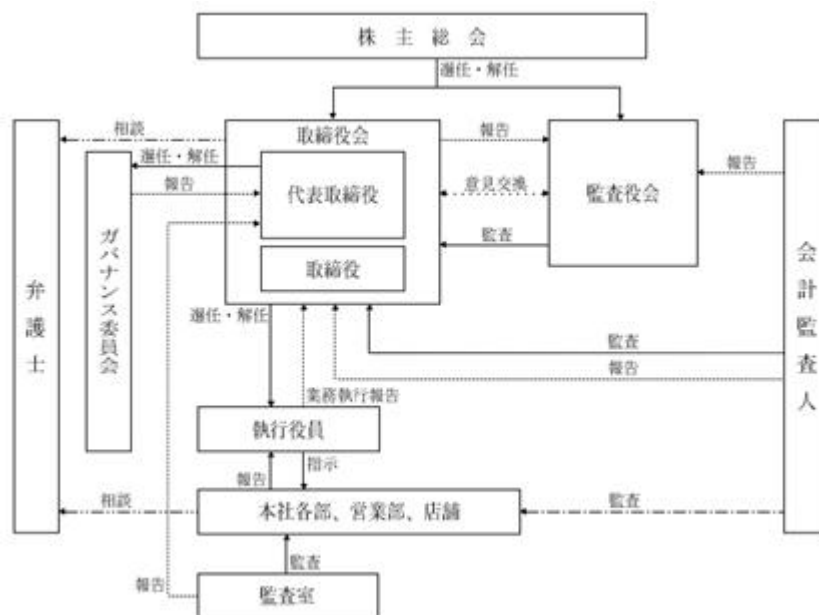 株主総会
選任・解任
相談
取締役会
報告
報告
選任・解任
報告
代表取締役
意見交換
監査役会
監査
取締役
弁護士
ガバナンス委員会
会計監査人
選任・解任
監査
報告
業務執行報告
執行役員
報告
指示
相談
本社各部、営業部、店舗
監査
監査
報告
監査室